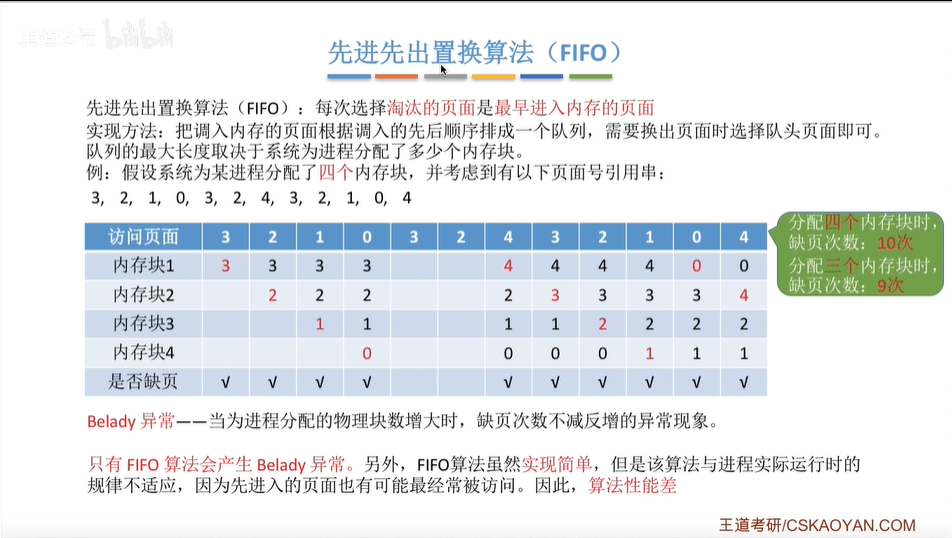 bilibili
先进先出置换算法（FIFO）
先进先出置换算法（FIFO）：每次选择淘汰的页面是最早进入内存的页面
实现方法：把调入内存的页面根据调入的先后顺序排成一个队列，需要换出页面时选择队头页面即可。
队列的最大长度取决于系统为进程分配了多少个内存块。
例：假设系统为某进程分配了四个内存块，并考虑到有以下页面号引用串：
3, 2, 1, 0, 3, 2, 4, 3, 2, 1, 0, 4
访问页面 3 2 1 0 3 2 4 3 2 1 0 4
内存块1 3 3 3 3 4 4 4 4 0 0
内存块2 2 2 2 2 3 3 3 3 4
内存块3 1 1 1 1 2 2 2 2
内存块4 0 0 0 0 1 1 1
是否缺页 √ √ √ √ √ √ √ √ √ √
分配四个内存块时，
缺页次数：10次
分配三个内存块时，
缺页次数：9次
Belady 异常——当为进程分配的物理块数增大时，缺页次数不减反增的异常现象。
只有 FIFO 算法会产生 Belady 异常。另外，FIFO算法虽然实现简单，但是该算法与进程实际运行时的
规律不适应，因为先进入的页面也有可能最经常被访问。因此，算法性能差
王道考研/CSKAOYAN.COM